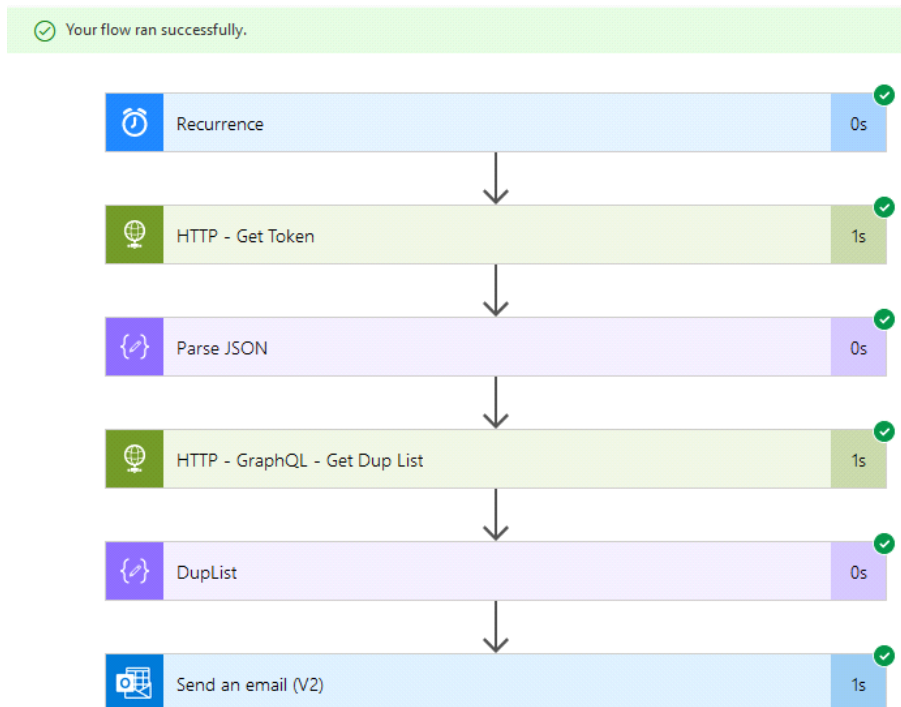 Your flow ran successfully.
Recurrence 0s
HTTP - Get Token 1s
Parse JSON 0s
HTTP - GraphQL - Get Dup List 1s
DupList 0s
Send an email (V2) 1s